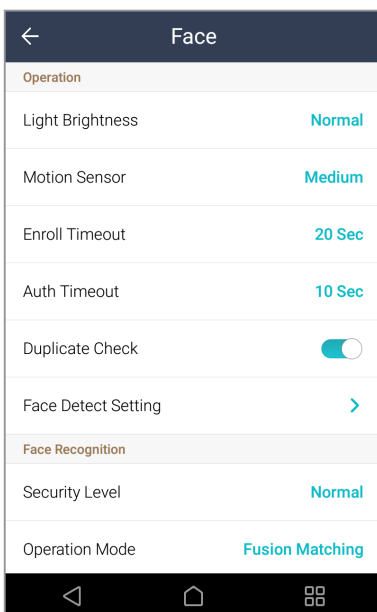 Face
Operation
Light Brightness Normal
Motion Sensor Medium
Enroll Timeout 20 Sec
Auth Timeout 10 Sec
Duplicate Check
Face Detect Setting
Face Recognition
Security Level Normal
Operation Mode Fusion Matching